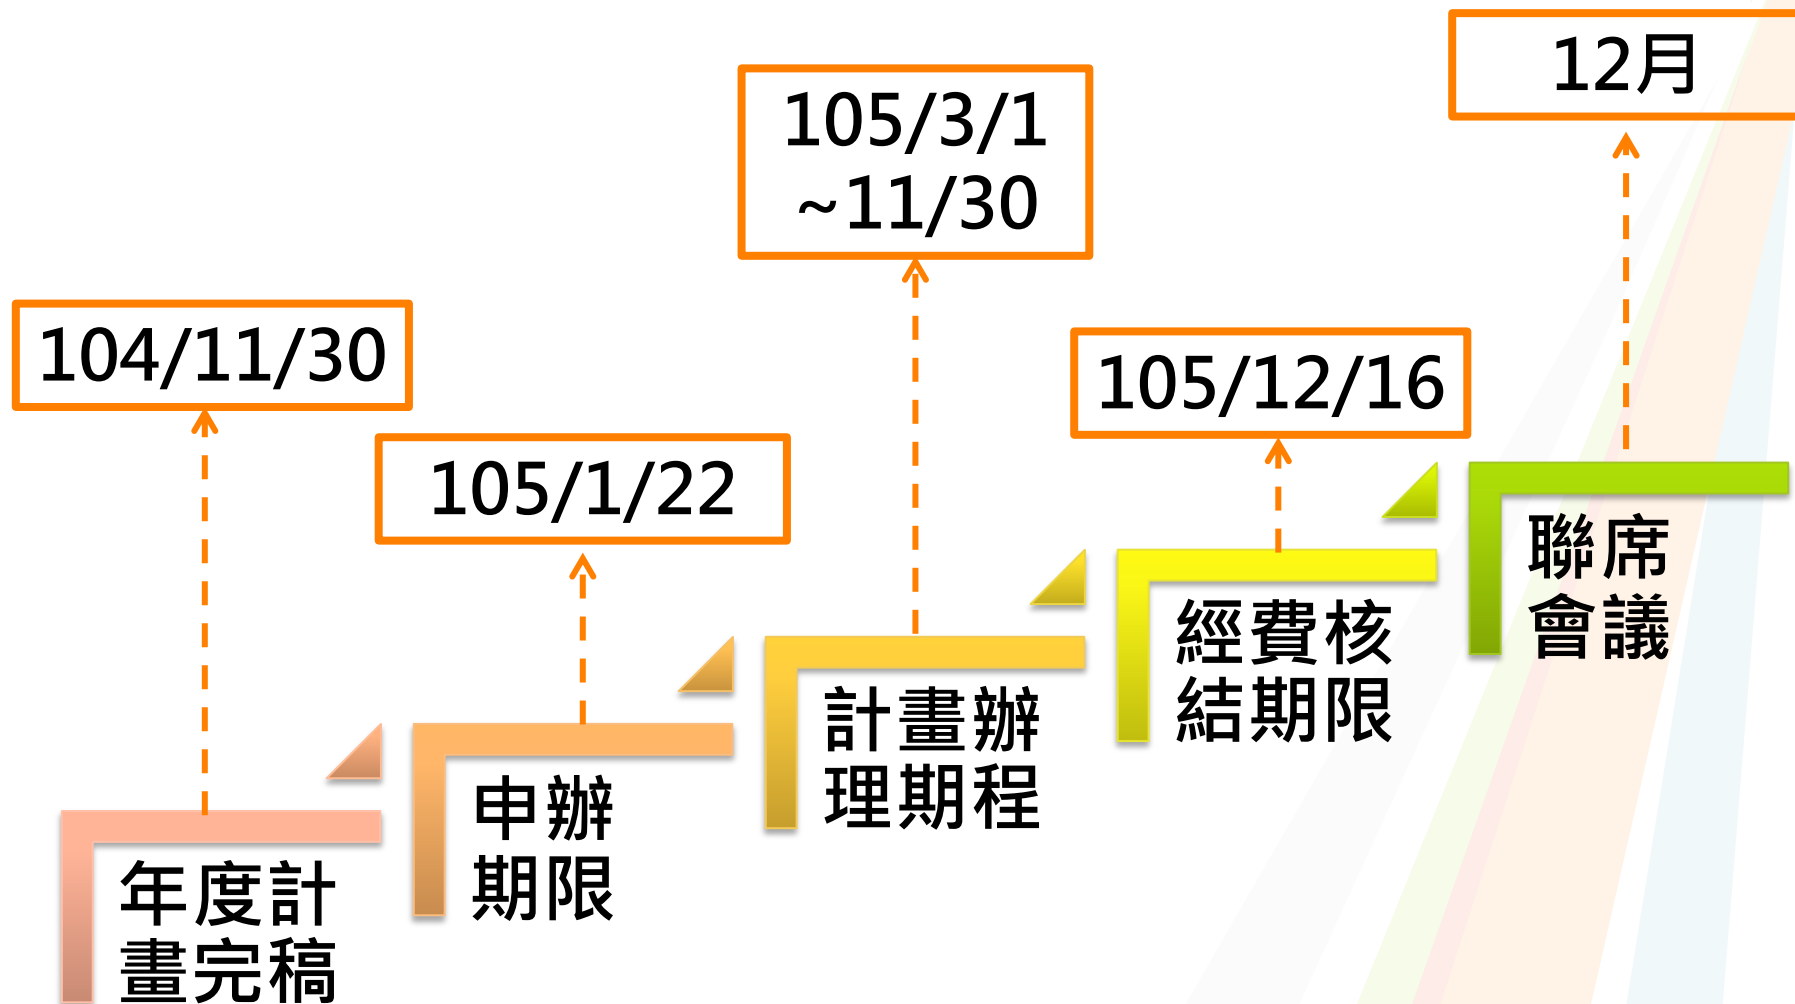 104/11/30
年度計
畫完稿
105/1/22
申辦
期限
105/3/1
~11/30
計畫辦
理期程
105/12/16
經費核
結期限
12月
聯席
會議